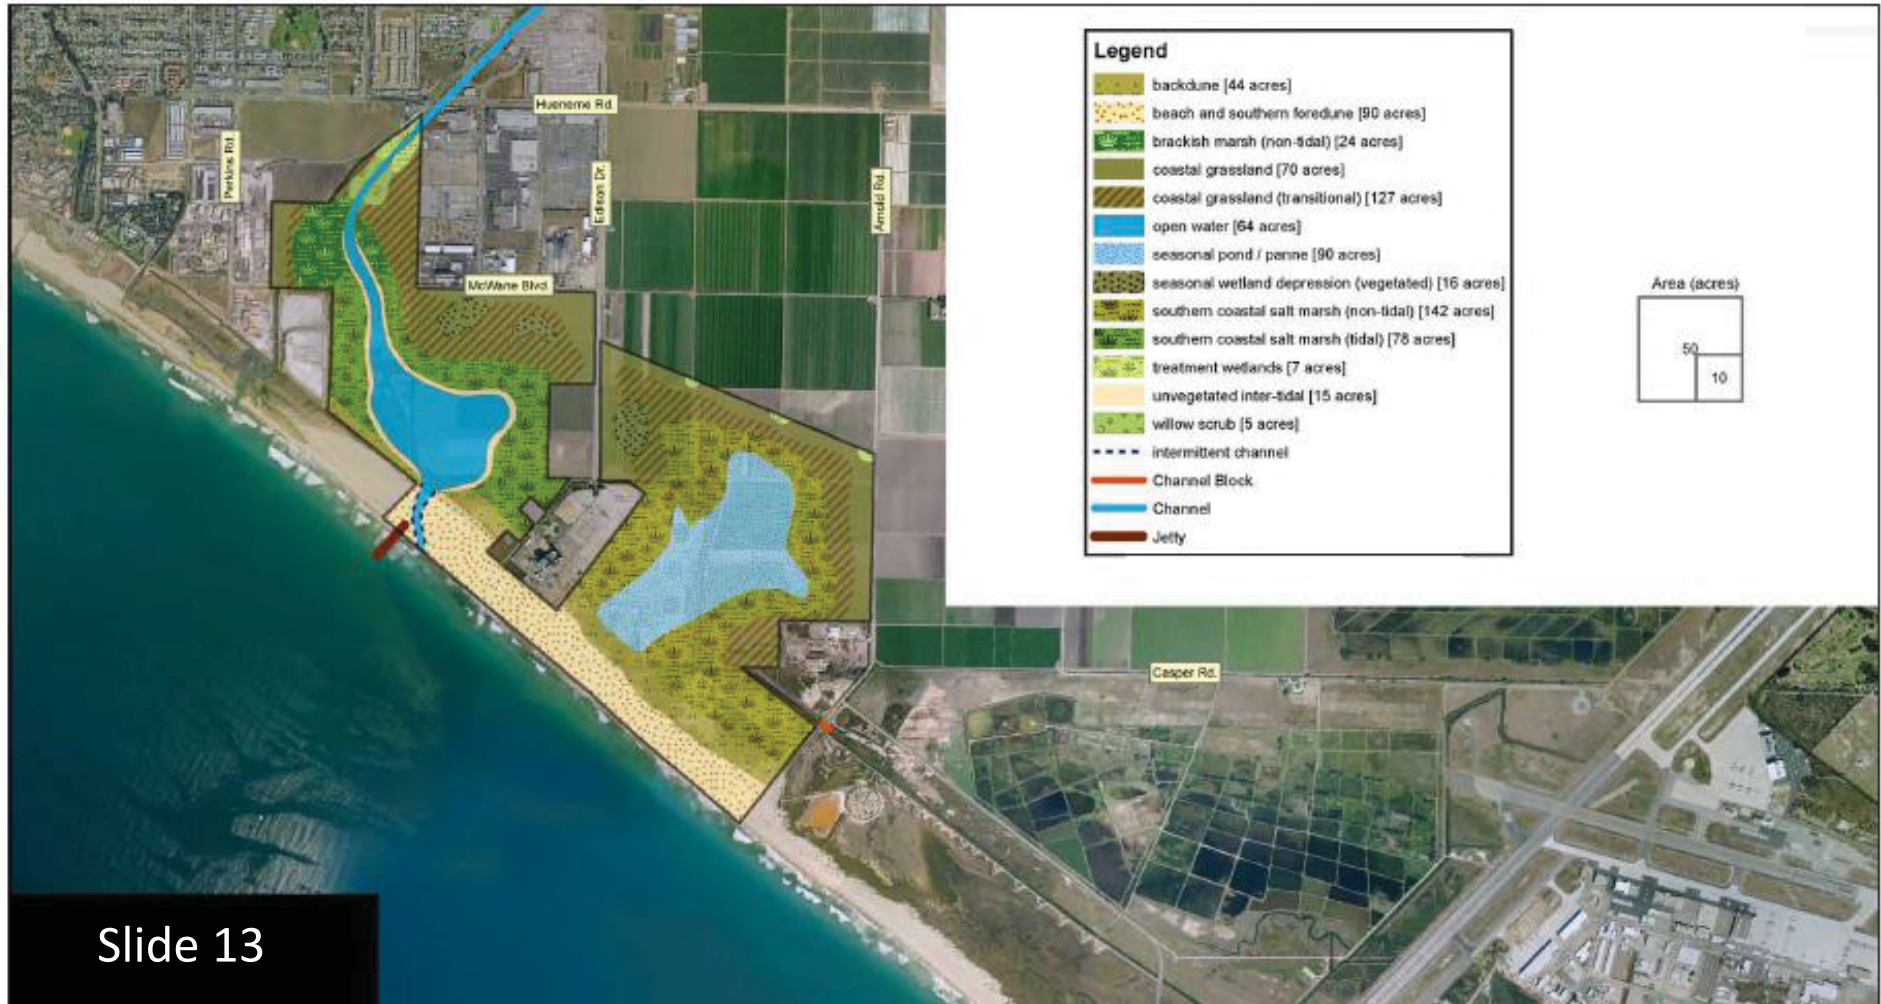 Hueneme Rd.
Perkins Rd.
Edison Dr.
Arnold Rd.
McWane Blvd.
Casper Rd.
Legend
backdune [44 acres]
beach and southern foredune [90 acres]
brackish marsh (non-tidal) [24 acres]
coastal grassland [70 acres]
coastal grassland (transitional) [127 acres]
open water [64 acres]
seasonal pond / panne [90 acres]
seasonal wetland depression (vegetated) [16 acres]
southern coastal salt marsh (non-tidal) [142 acres]
southern coastal salt marsh (tidal) [78 acres]
treatment wetlands [7 acres]
unvegetated inter-tidal [15 acres]
willow scrub [5 acres]
intermittent channel
Channel Block
Channel
Jetty
Area (acres)
50
10
Slide 13